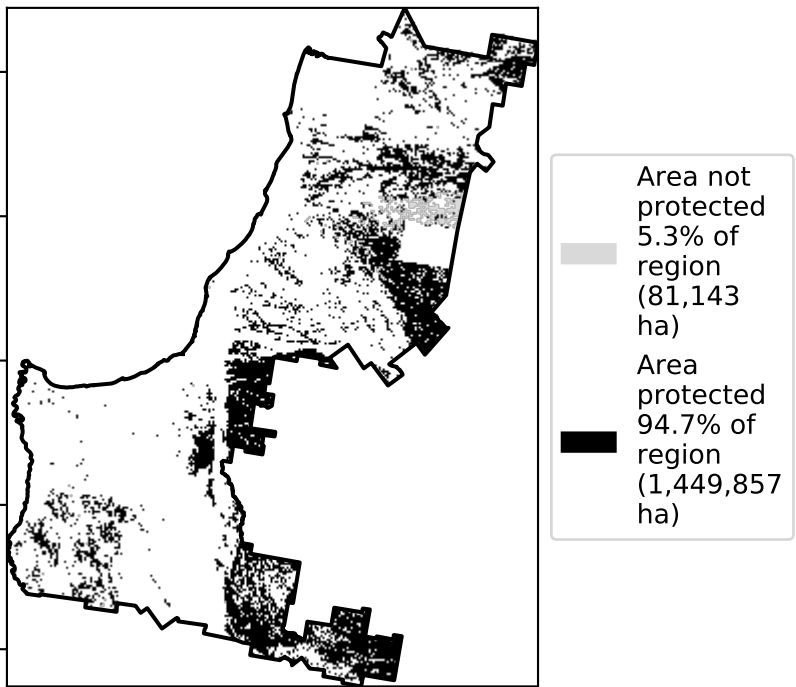 Area not
protected
5.3% of
region
(81,143
ha)
Area
protected
94.7% of
region
(1,449,857
ha)